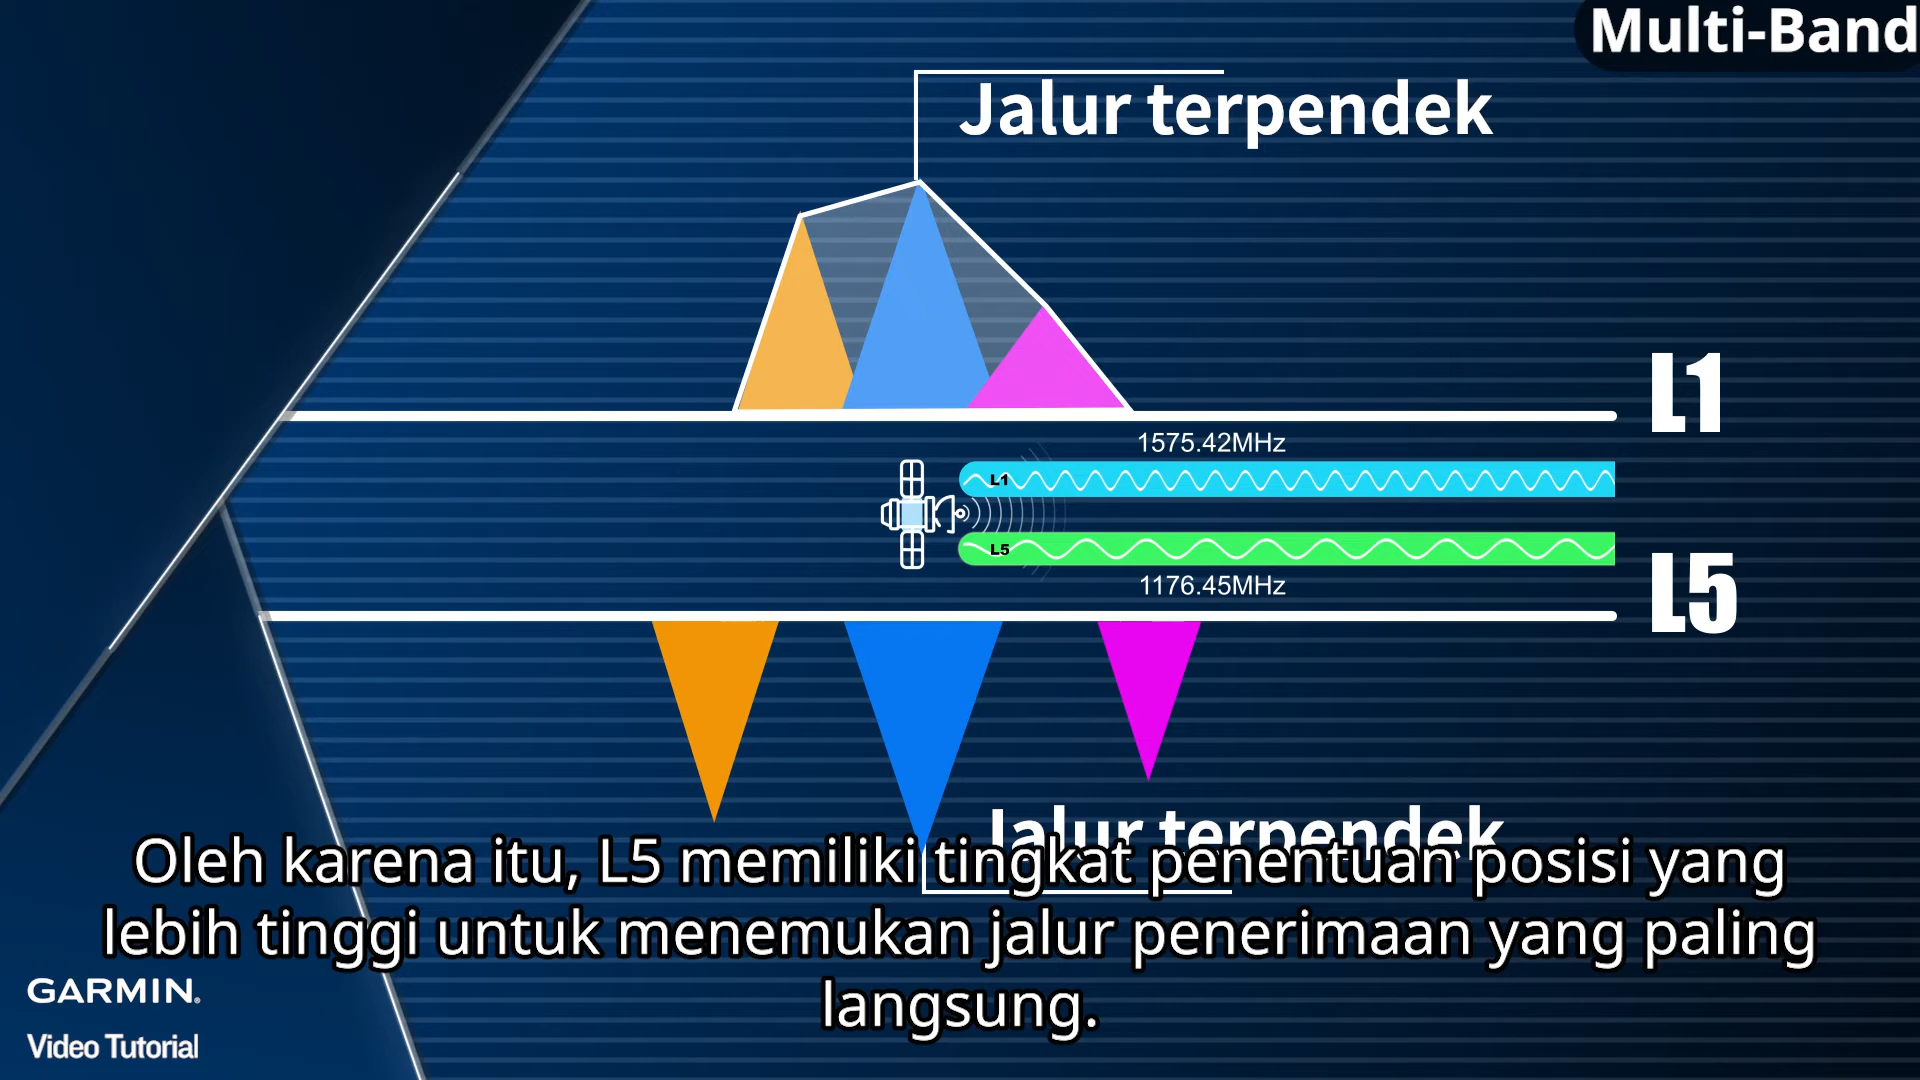 Multi-Band
Jalur terpendek
L1
1575.42MHz
L1
L5
1176.45MHz
L5
Jalur terpendek
Oleh karena itu, L5 memiliki tingkat penentuan posisi yang
lebih tinggi untuk menemukan jalur penerimaan yang paling
langsung.
GARMIN
Video Tutorial